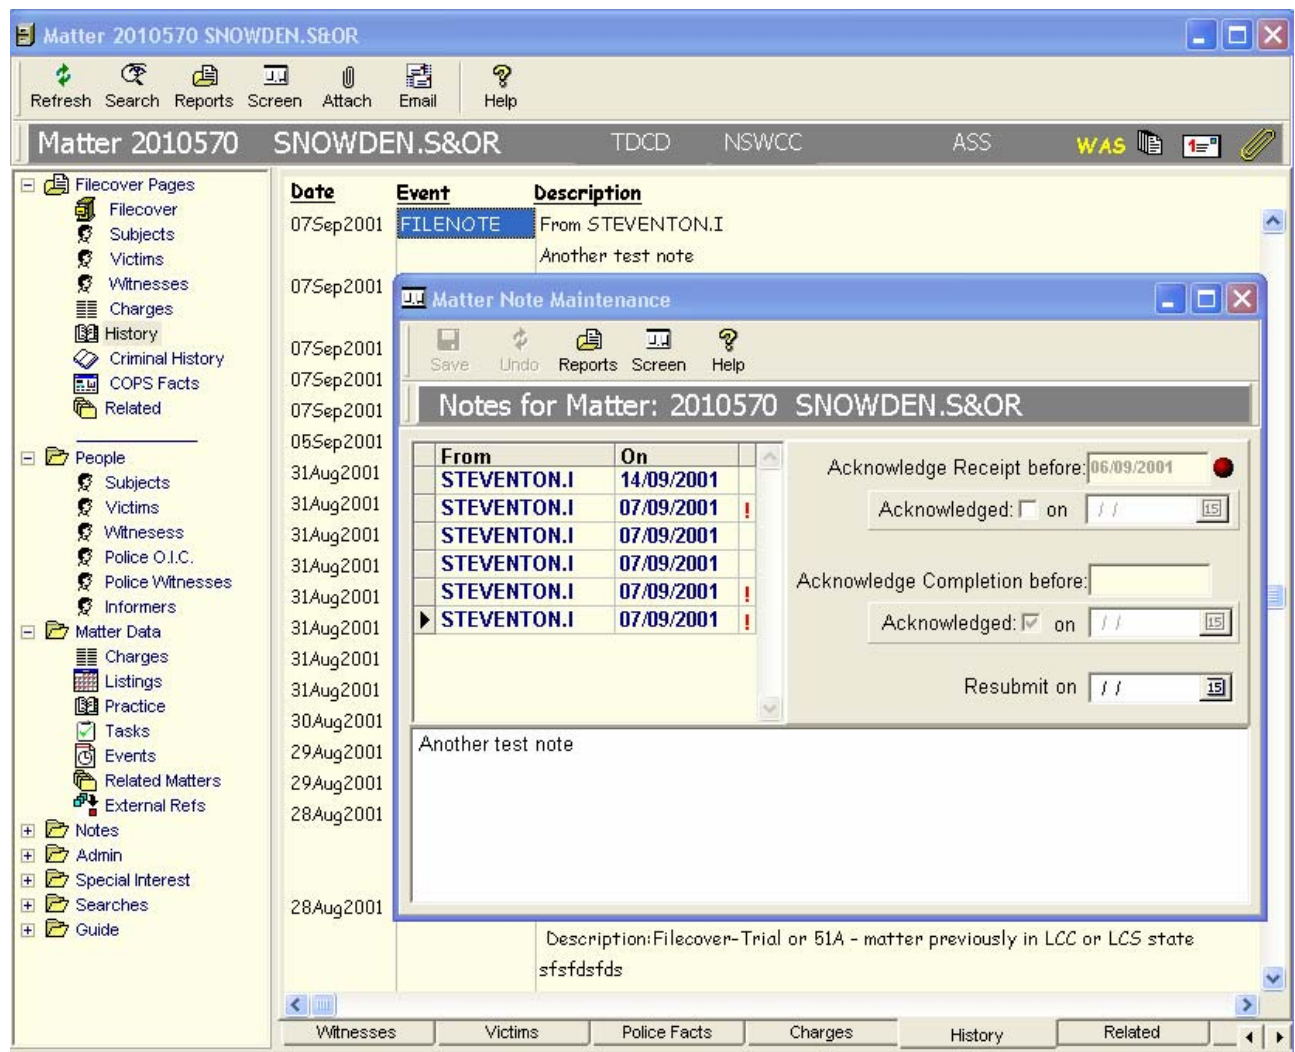 Matter 2010570 SNOWDEN.S&OR
Refresh Search Reports Screen Attach Email Help
Matter 2010570 SNOWDEN.S&OR TDCD NSWCC ASS WAS
Filecover Pages
Filecover
Subjects
Victims
Witnesses
Charges
History
Criminal History
COPS Facts
Related
People
Subjects
Victims
Witnesess
Police O.I.C.
Police Witnesses
Informers
Matter Data
Charges
Listings
Practice
Tasks
Events
Related Matters
External Refs
Notes
Admin
Special Interest
Searches
Guide
Date Event Description
07Sep2001 FILENOTE From STEVENTON.I
Another test note
07Sep2001
07Sep2001
07Sep2001
07Sep2001
05Sep2001
31Aug2001
31Aug2001
31Aug2001
31Aug2001
31Aug2001
31Aug2001
31Aug2001
31Aug2001
30Aug2001
29Aug2001
29Aug2001
28Aug2001
28Aug2001
Matter Note Maintenance
Save Undo Reports Screen Help
Notes for Matter: 2010570 SNOWDEN.S&OR
From On
STEVENTON.I 14/09/2001
STEVENTON.I 07/09/2001 !
STEVENTON.I 07/09/2001
STEVENTON.I 07/09/2001
STEVENTON.I 07/09/2001 !
STEVENTON.I 07/09/2001 !
Acknowledge Receipt before: 06/09/2001
Acknowledged: on / / 15
Acknowledge Completion before:
Acknowledged: on / / 15
Resubmit on / / 15
Another test note
Description:Filecover-Trial or 51A - matter previously in LCC or LCS state
sfsfdsfds
Witnesses Victims Police Facts Charges History Related